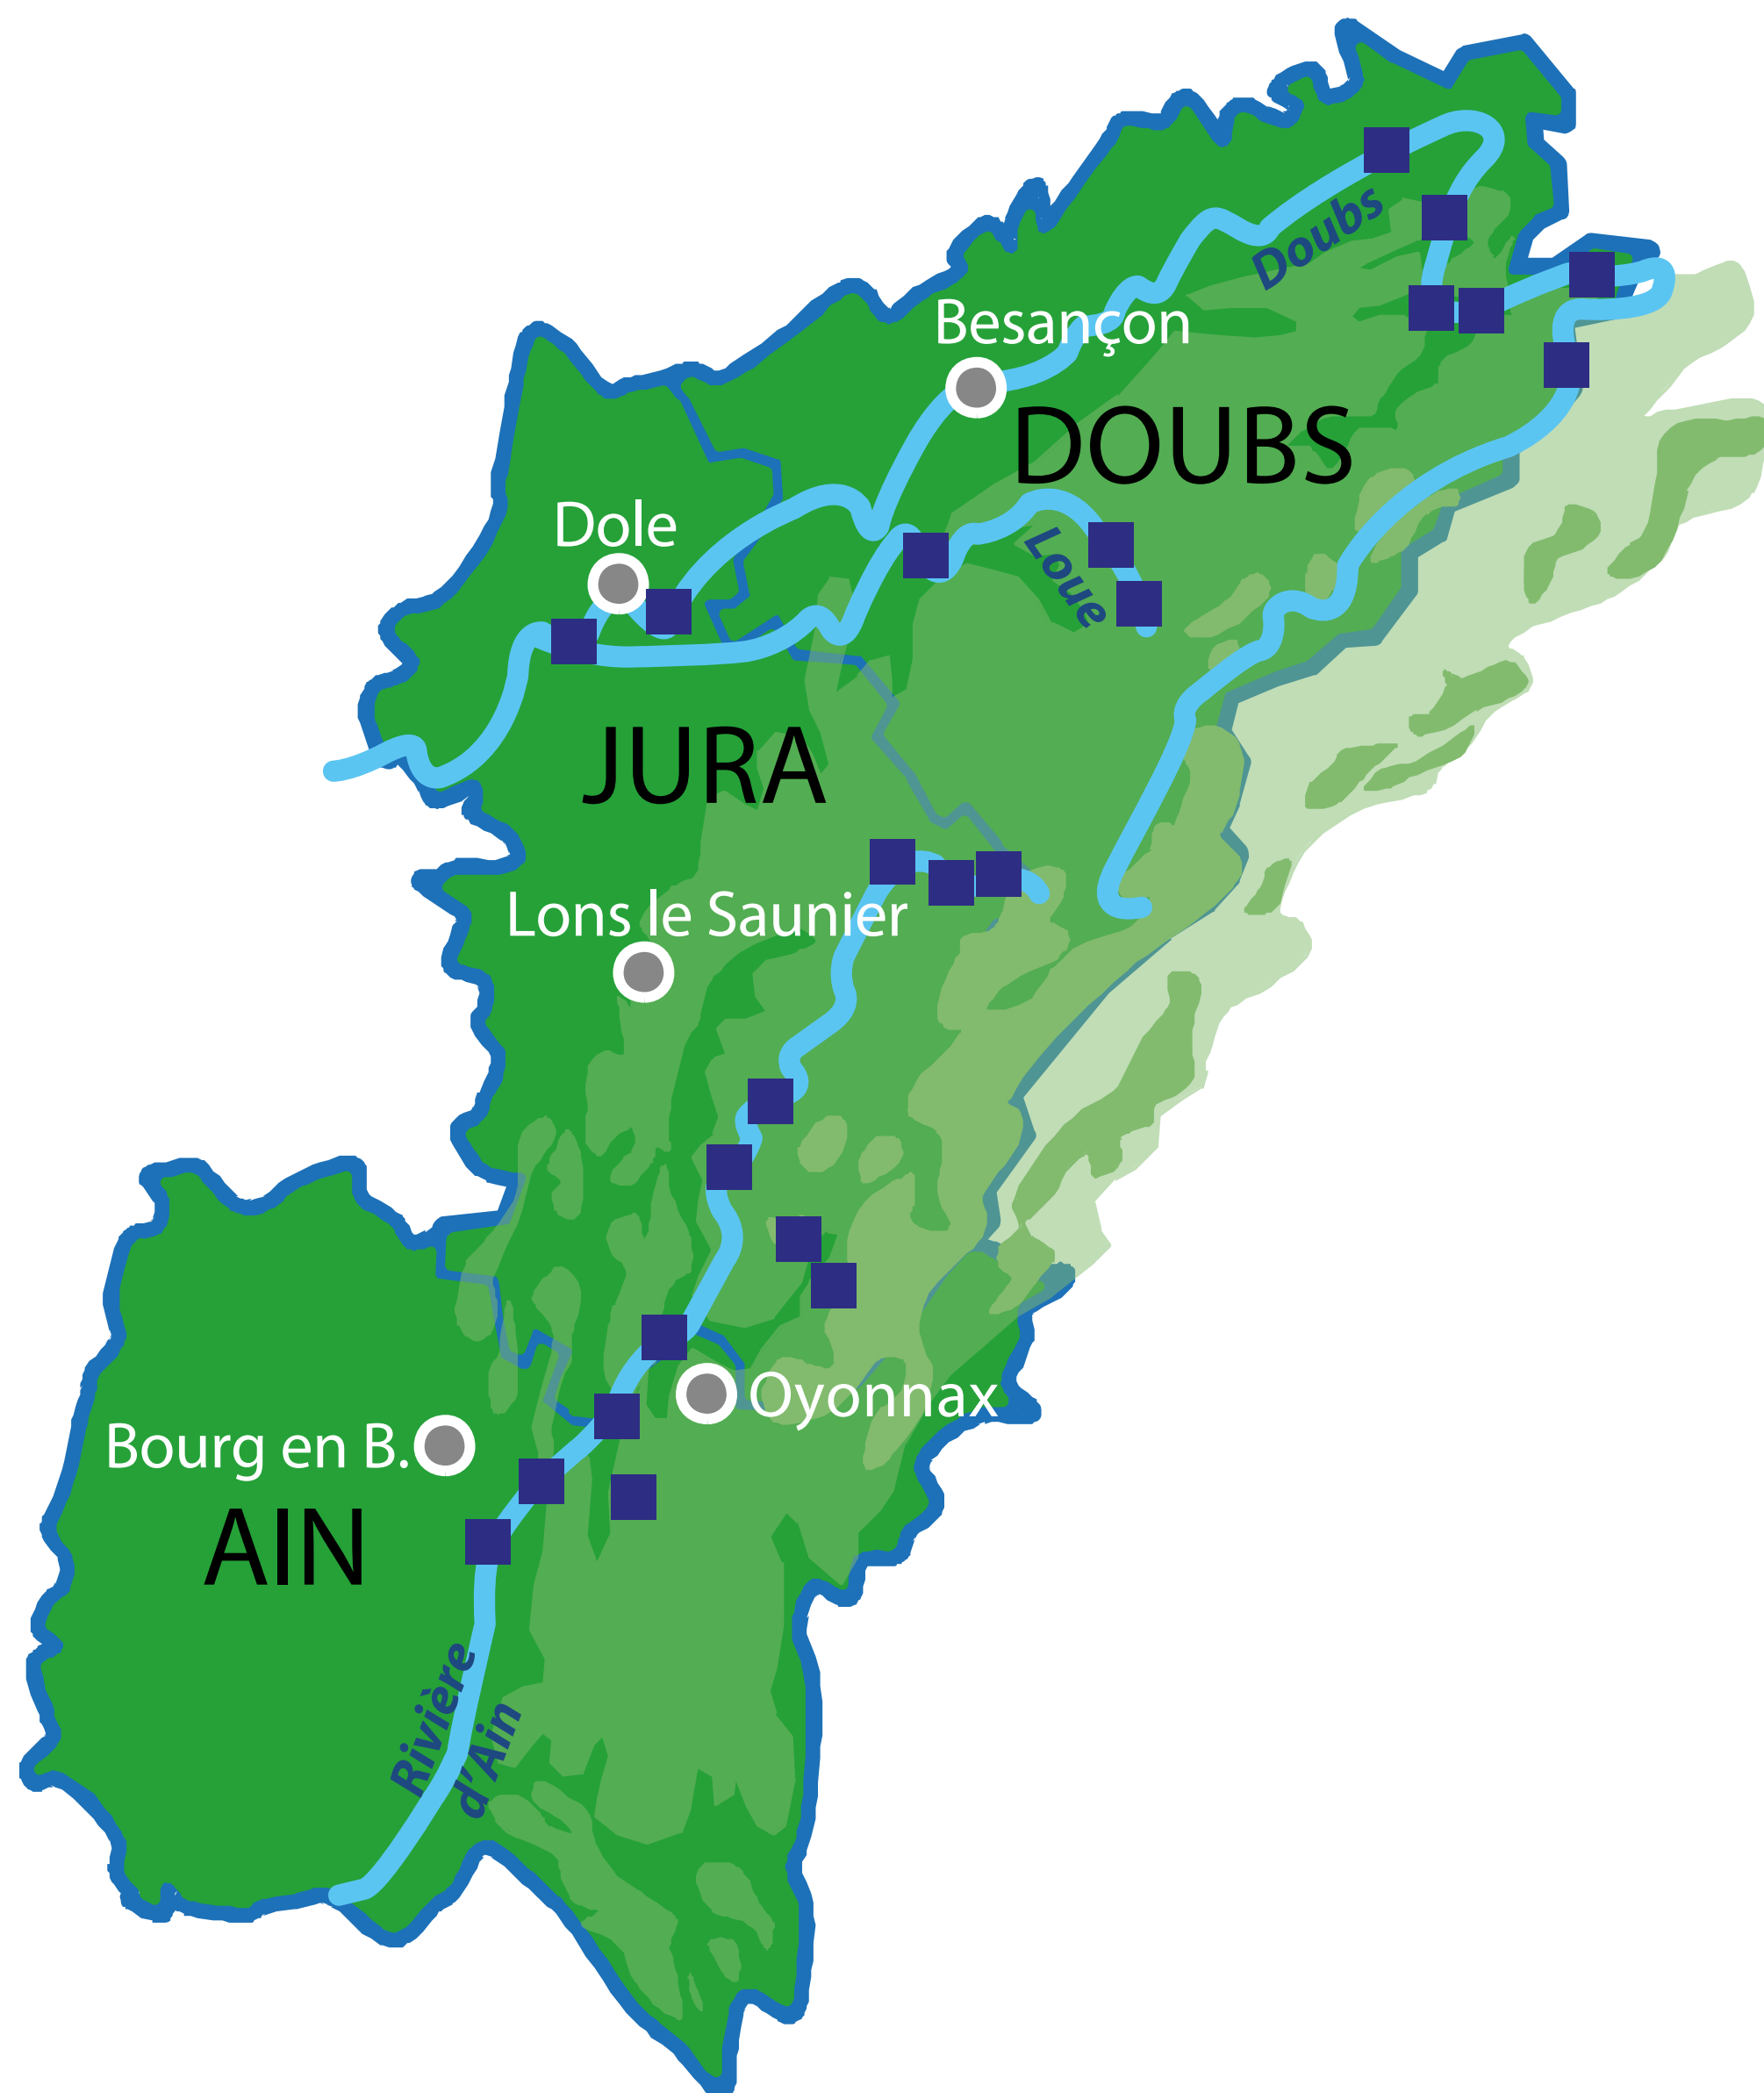 Doubs
Besançon
DOUBS
Dole
Loue
JURA
Lons le Saunier
Oyonnax
Bourg en B.
AIN
Rivière
d'Ain